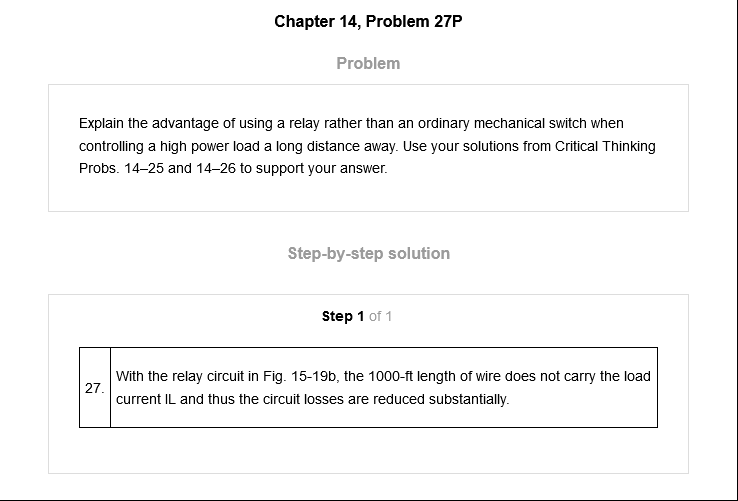 Chapter 14, Problem 27P
Problem
Explain the advantage of using a relay rather than an ordinary mechanical switch when
controlling a high power load a long distance away. Use your solutions from Critical Thinking
Probs. 14–25 and 14–26 to support your answer.
Step-by-step solution
Step 1 of 1
27.
With the relay circuit in Fig. 15-19b, the 1000-ft length of wire does not carry the load
current IL and thus the circuit losses are reduced substantially.